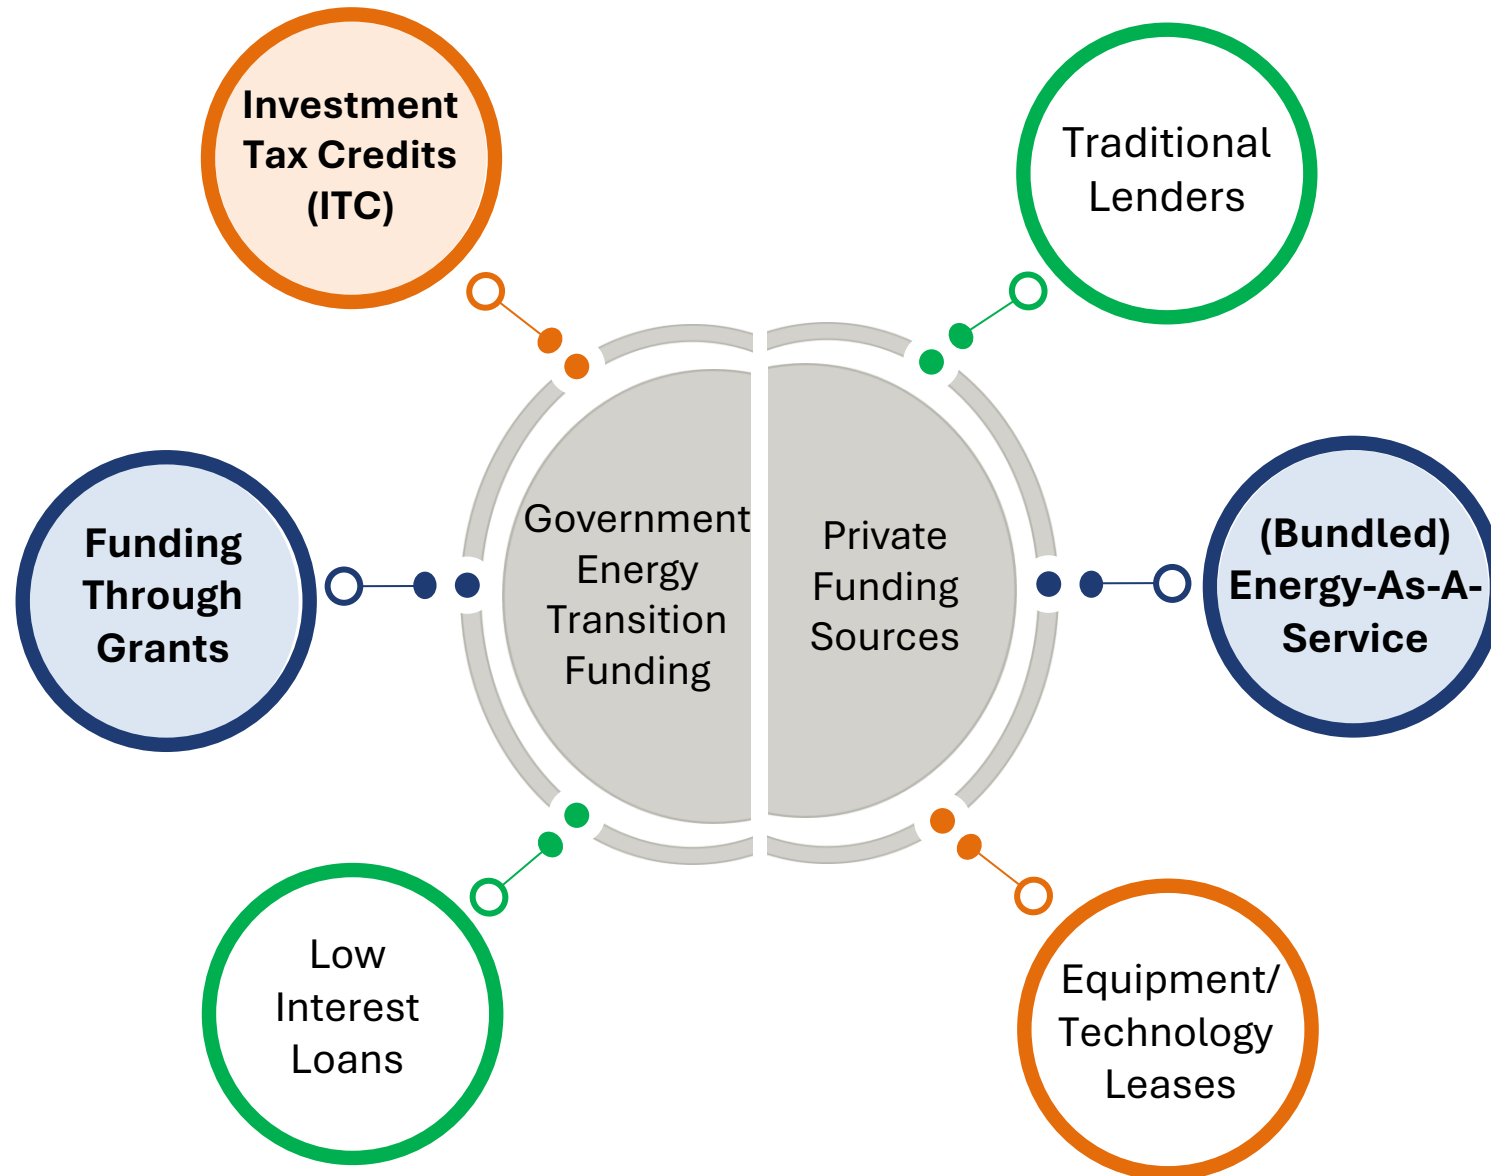 Investment
Tax Credits
(ITC)
Traditional
Lenders
Funding
Through
Grants
Government
Energy
Transition
Funding
Private
Funding
Sources
(Bundled)
Energy-As-A-
Service
Low
Interest
Loans
Equipment/
Technology
Leases